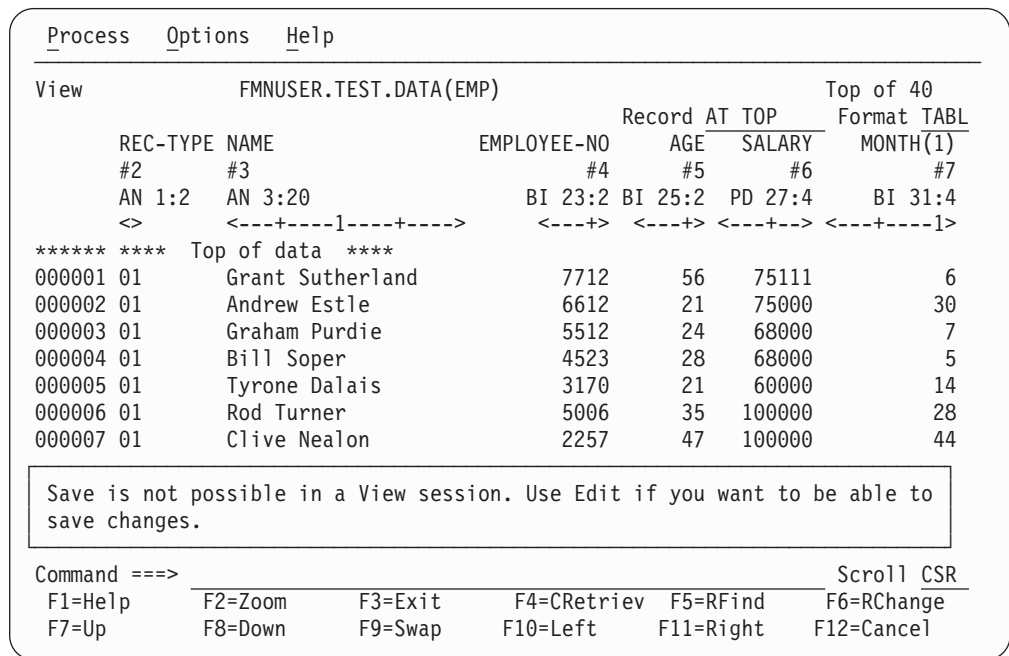 Process   Options   Help
View              FMNUSER.TEST.DATA(EMP)                              Top of 40
                                                  Record AT TOP     Format TABL
       REC-TYPE NAME                 EMPLOYEE-NO     AGE   SALARY    MONTH(1)
       #2       #3                            #4      #5       #6          #7
       AN 1:2   AN 3:20                  BI 23:2 BI 25:2  PD 27:4     BI 31:4
       <>       <---+----1----+---->      <---+>  <---+> <---+--> <---+----1>
****** ****  Top of data  ****
000001 01       Grant Sutherland            7712      56    75111           6
000002 01       Andrew Estle                6612      21    75000          30
000003 01       Graham Purdie               5512      24    68000           7
000004 01       Bill Soper                  4523      28    68000           5
000005 01       Tyrone Dalais               3170      21    60000          14
000006 01       Rod Turner                  5006      35   100000          28
000007 01       Clive Nealon                2257      47   100000          44
Save is not possible in a View session. Use Edit if you want to be able to
save changes.
Command ===>                                                      Scroll CSR
F1=Help      F2=Zoom      F3=Exit      F4=CRetriev  F5=RFind     F6=RChange
F7=Up        F8=Down      F9=Swap     F10=Left     F11=Right    F12=Cancel